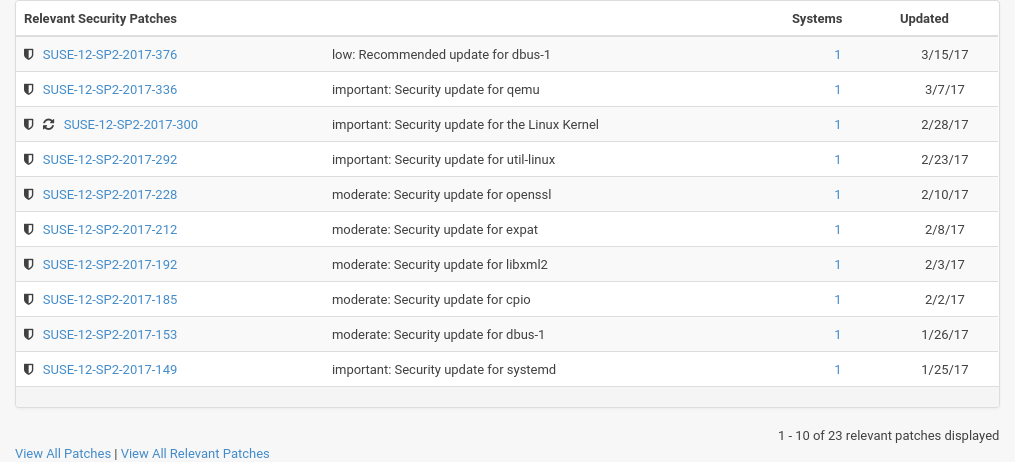 Relevant Security Patches Systems Updated
SUSE-12-SP2-2017-376 low: Recommended update for dbus-1 1 3/15/17
SUSE-12-SP2-2017-336 important: Security update for qemu 1 3/7/17
SUSE-12-SP2-2017-300 important: Security update for the Linux Kernel 1 2/28/17
SUSE-12-SP2-2017-292 important: Security update for util-linux 1 2/23/17
SUSE-12-SP2-2017-228 moderate: Security update for openssl 1 2/10/17
SUSE-12-SP2-2017-212 moderate: Security update for expat 1 2/8/17
SUSE-12-SP2-2017-192 moderate: Security update for libxml2 1 2/3/17
SUSE-12-SP2-2017-185 moderate: Security update for cpio 1 2/2/17
SUSE-12-SP2-2017-153 moderate: Security update for dbus-1 1 1/26/17
SUSE-12-SP2-2017-149 important: Security update for systemd 1 1/25/17
1 - 10 of 23 relevant patches displayed
View All Patches | View All Relevant Patches